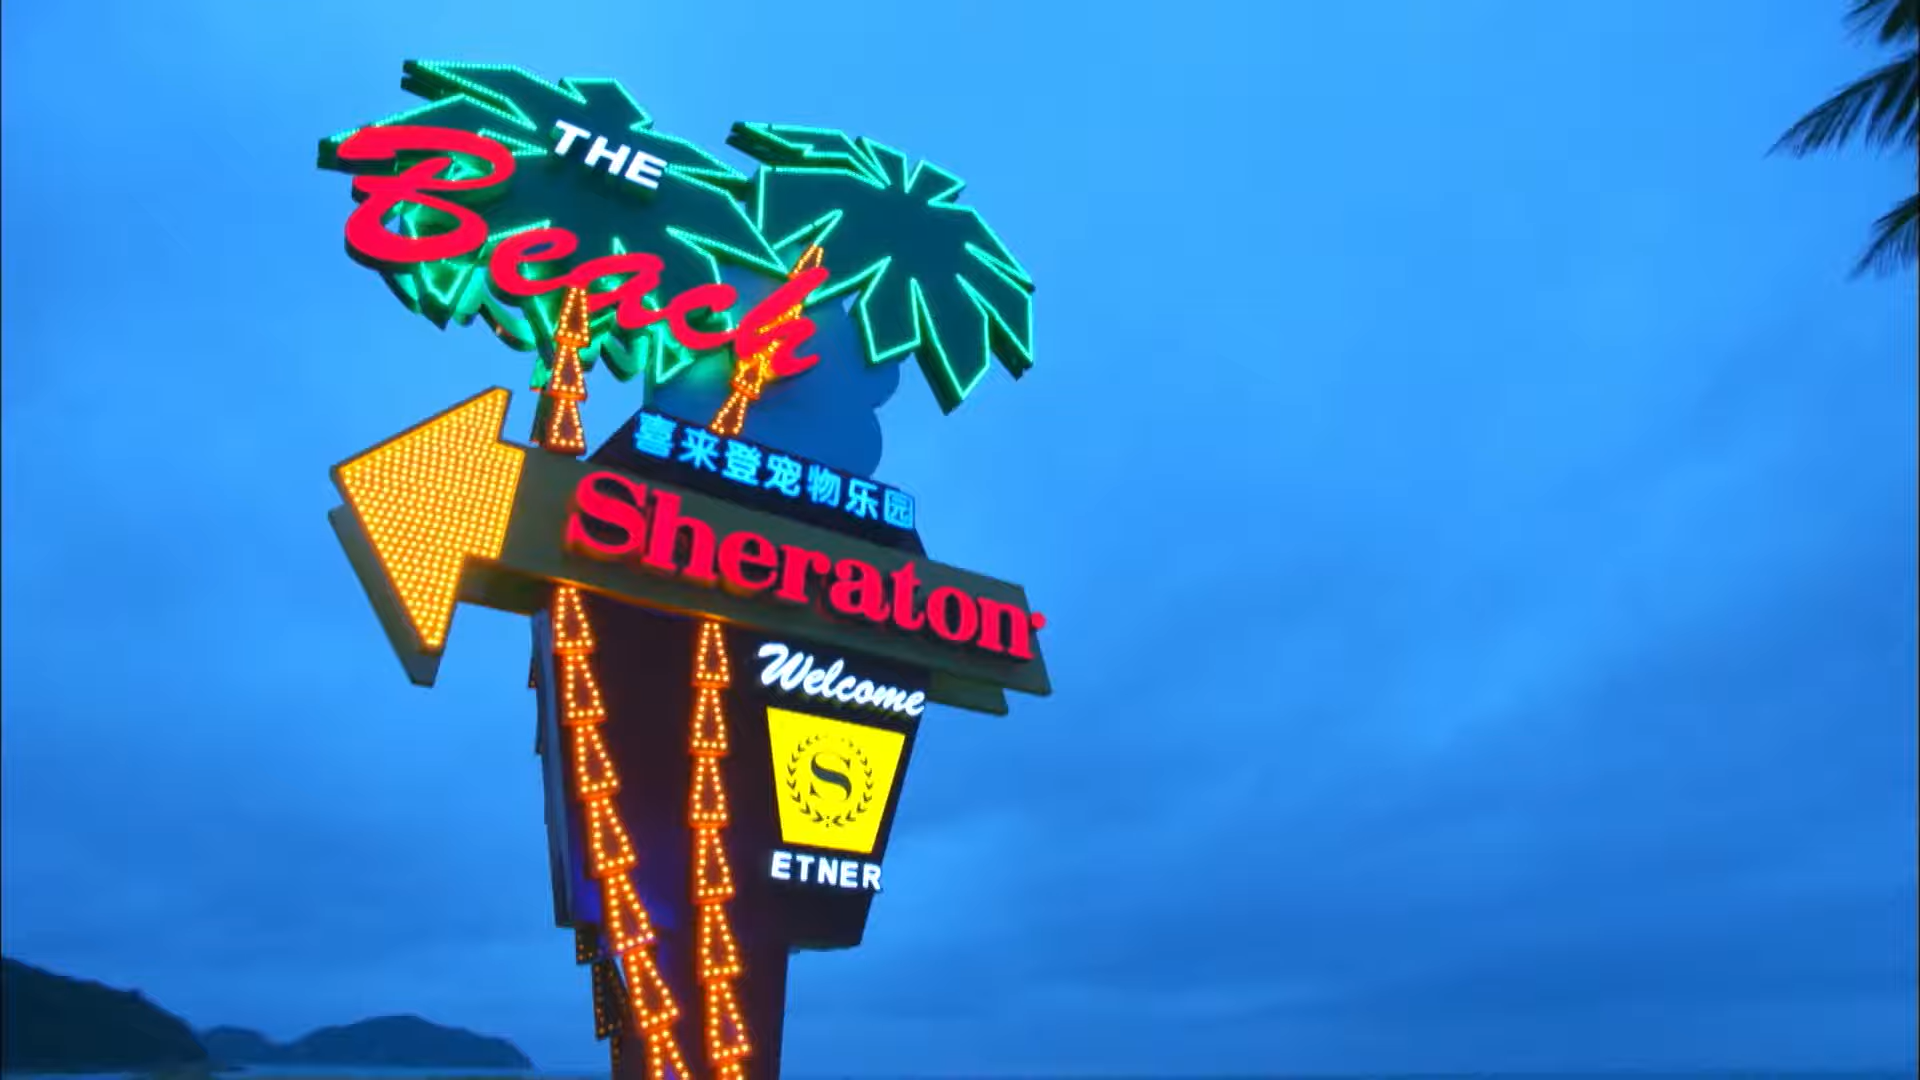 THE
Beach
喜来登宠物乐园
Sheraton
Welcome
S
ETNER